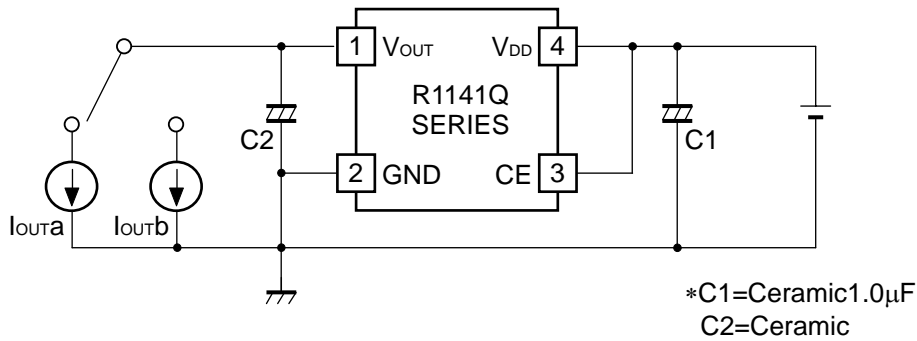 1 VOUT VDD 4
R1141Q
SERIES
C2 C1
2 GND CE 3
IOUTa IOUTb
*C1=Ceramic1.0μF
C2=Ceramic